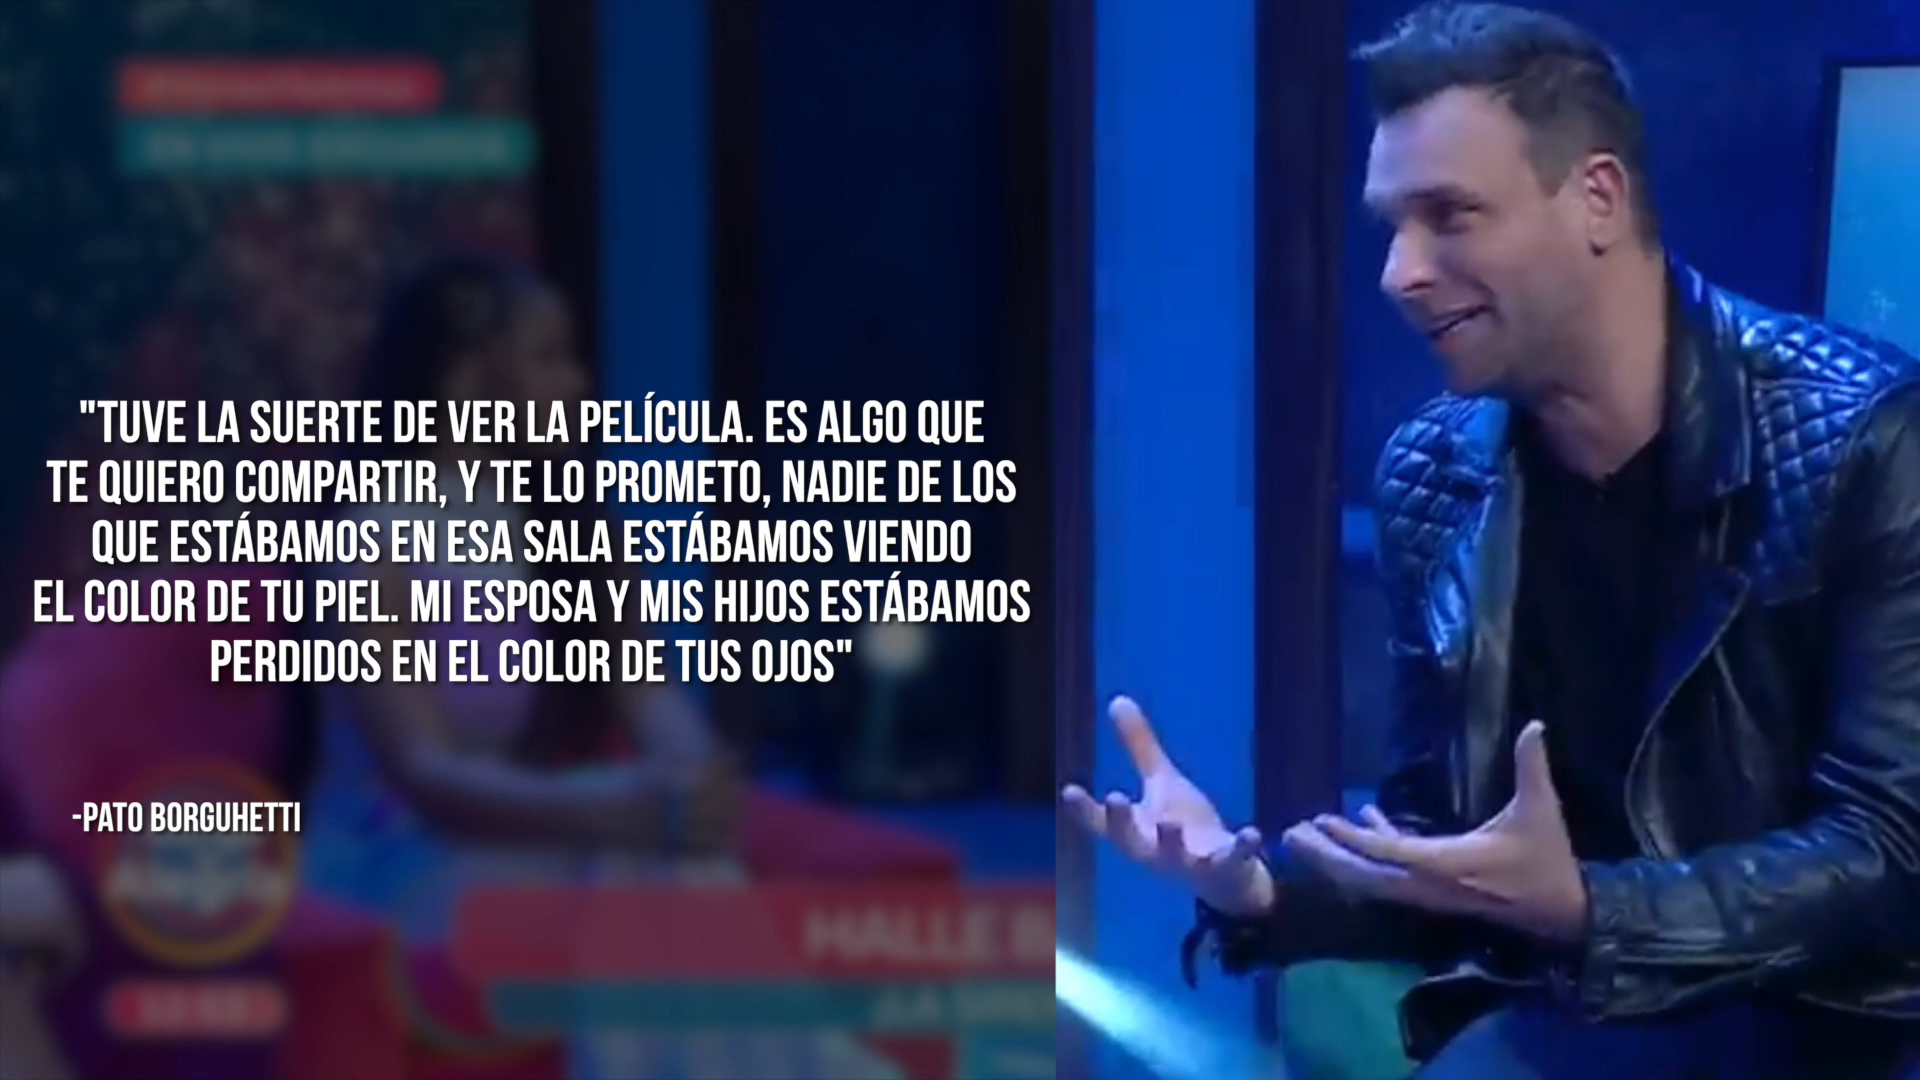 "TUVE LA SUERTE DE VER LA PELÍCULA. ES ALGO QUE
TE QUIERO COMPARTIR, Y TE LO PROMETO, NADIE DE LOS
QUE ESTÁBAMOS EN ESA SALA ESTÁBAMOS VIENDO
EL COLOR DE TU PIEL. MI ESPOSA Y MIS HIJOS ESTÁBAMOS
PERDIDOS EN EL COLOR DE TUS OJOS"
-PATO BORGUHETTI
HALLE B